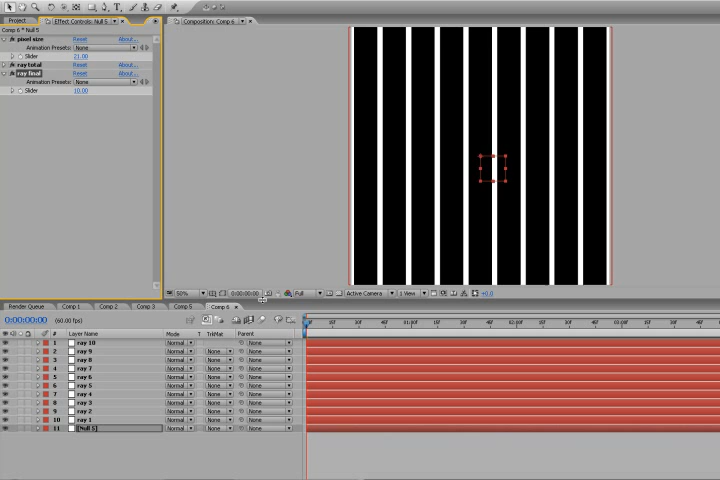 Project Effect Controls: Null 5 Composition: Comp 6
Comp 6 * Null 5
fx pixel size Reset About...
Animation Presets: None
Slider 21.00
fx ray total Reset About...
fx ray final Reset About...
Animation Presets: None
Slider 10.00
50% 0:00:00:00 Full Active Camera 1 View +0.0
Render Queue Comp 1 Comp 2 Comp 3 Comp 5 Comp 6
0:00:00:00 (60.00 fps)
# Layer Name Mode T TrkMat Parent
1 ray 10 Normal None
2 ray 9 Normal None None
3 ray 8 Normal None None
4 ray 7 Normal None None
5 ray 6 Normal None None
6 ray 5 Normal None None
7 ray 4 Normal None None
8 ray 3 Normal None None
9 ray 2 Normal None None
10 ray 1 Normal None None
11 [Null 5] Normal None None